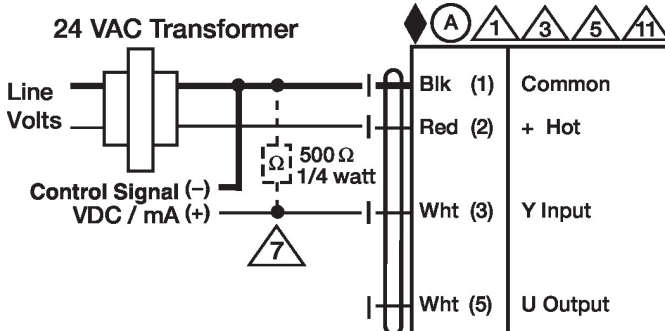 24 VAC Transformer
A 1 3 5 11
Line
Volts
Blk (1) Common
Red (2) + Hot
Ω 500 Ω
1/4 watt
Control Signal (–)
VDC / mA (+)
Wht (3) Y Input
7
Wht (5) U Output